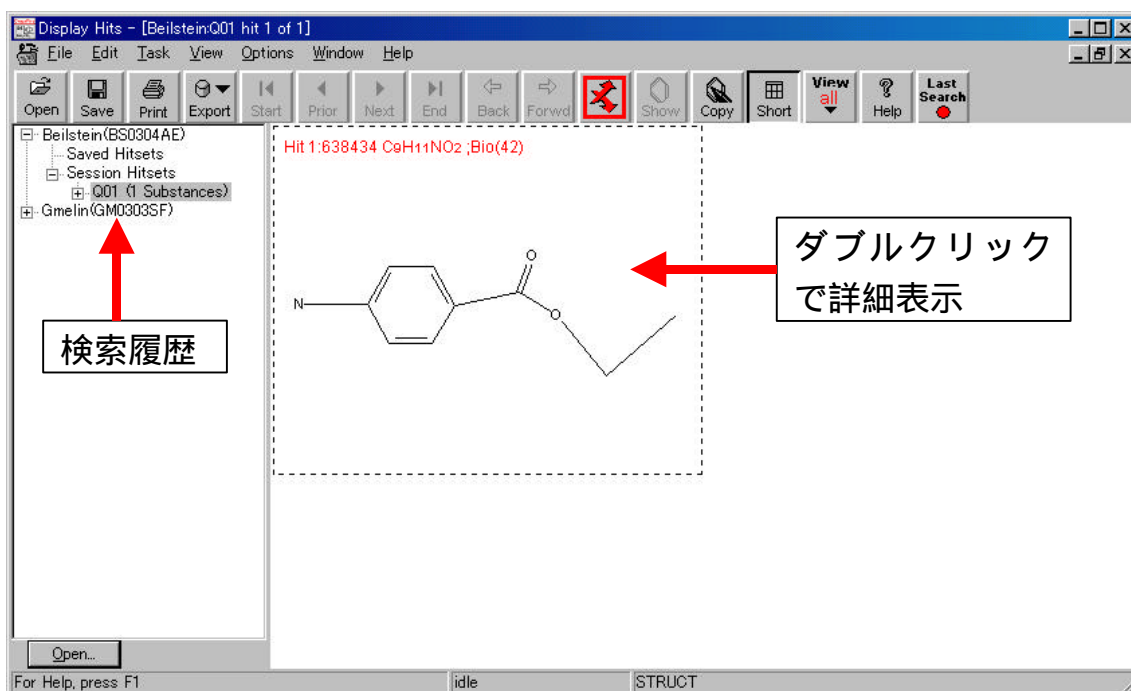 Display Hits - [Beilstein:Q01 hit 1 of 1]
File Edit Task View Options Window Help
Open Save Print Export Start Prior Next End Back Forwd Show Copy Short View all Help Last Search
Beilstein(BS0304AE)
Saved Hitsets
Session Hitsets
Q01 (1 Substances)
Gmelin(GM0303SF)
検索履歴
Hit 1:638434 C9H11NO2 ;Bio(42)
O
N
O
ダブルクリック
で詳細表示
Open...
For Help, press F1 idle STRUCT